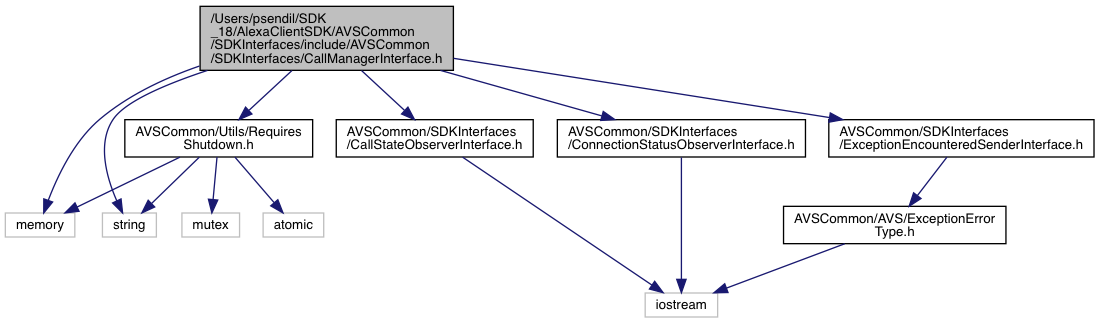 /Users/psendil/SDK
_18/AlexaClientSDK/AVSCommon
/SDKInterfaces/include/AVSCommon
/SDKInterfaces/CallManagerInterface.h
AVSCommon/Utils/Requires
Shutdown.h
AVSCommon/SDKInterfaces
/CallStateObserverInterface.h
AVSCommon/SDKInterfaces
/ConnectionStatusObserverInterface.h
AVSCommon/SDKInterfaces
/ExceptionEncounteredSenderInterface.h
memory
string
mutex
atomic
AVSCommon/AVS/ExceptionError
Type.h
iostream